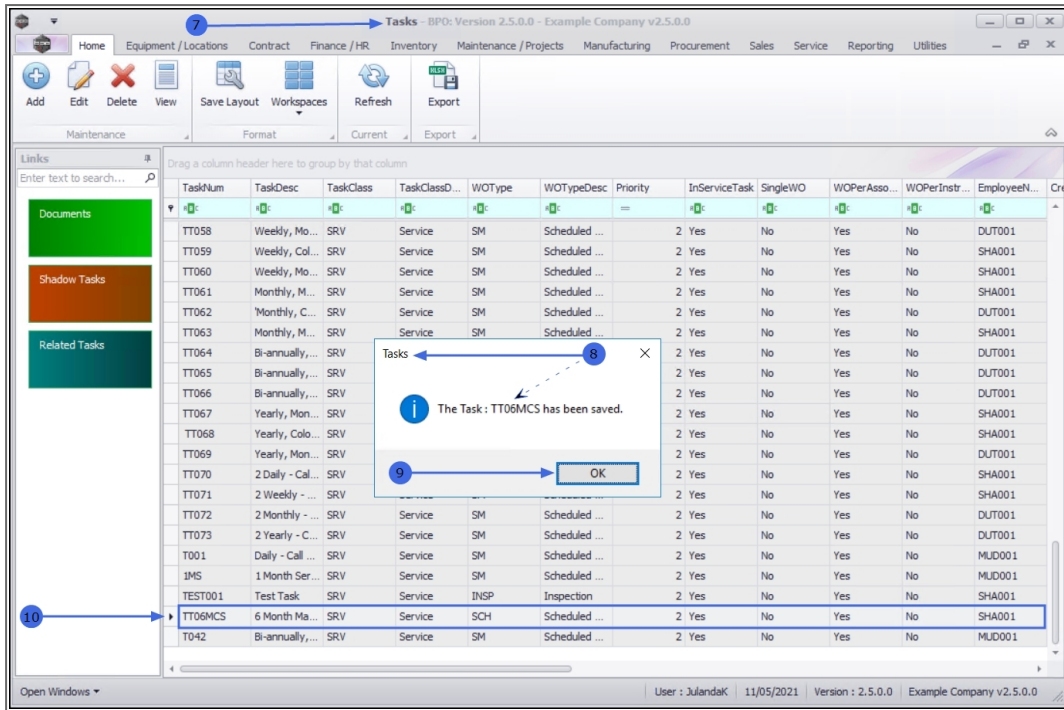 7 Tasks - BPO: Version 2.5.0.0 - Example Company v2.5.0.0
Home Equipment / Locations Contract Finance / HR Inventory Maintenance / Projects Manufacturing Procurement Sales Service Reporting Utilities
Add Edit Delete View Save Layout Workspaces Refresh Export
Maintenance Format Current Export
Links
Enter text to search...
Documents
Shadow Tasks
Related Tasks
Drag a column header here to group by that column
TaskNum TaskDesc TaskClass TaskClassD... WOType WOTypeDesc Priority InServiceTask SingleWO WOPerAsso... WOPerInstr... EmployeeN... Cre
=
TT058 Weekly, Mo... SRV Service SM Scheduled ... 2 Yes No Yes No DUT001
TT059 Weekly, Col... SRV Service SM Scheduled ... 2 Yes No Yes No SHA001
TT060 Weekly, Mo... SRV Service SM Scheduled ... 2 Yes No Yes No SHA001
TT061 Monthly, M... SRV Service SM Scheduled ... 2 Yes No Yes No SHA001
TT062 'Monthly, C... SRV Service SM Scheduled ... 2 Yes No Yes No DUT001
TT063 Monthly, M... SRV Service SM Scheduled ... 2 Yes No Yes No SHA001
TT064 Bi-annually,... SRV 2 Yes No Yes No DUT001
TT065 Bi-annually,... SRV 2 Yes No Yes No DUT001
TT066 Bi-annually,... SRV 2 Yes No Yes No DUT001
TT067 Yearly, Mon... SRV 2 Yes No Yes No SHA001
TT068 Yearly, Colo... SRV 2 Yes No Yes No SHA001
TT069 Yearly, Mon... SRV 2 Yes No Yes No DUT001
TT070 2 Daily - Cal... SRV 2 Yes No Yes No SHA001
TT071 2 Weekly - ... SRV 2 Yes No Yes No SHA001
TT072 2 Monthly - ... SRV Service SM Scheduled ... 2 Yes No Yes No DUT001
TT073 2 Yearly - C... SRV Service SM Scheduled ... 2 Yes No Yes No DUT001
T001 Daily - Call ... SRV Service SM Scheduled ... 2 Yes No Yes No MUD001
1MS 1 Month Ser... SRV Service SM Scheduled ... 2 Yes No Yes No MUD001
TEST001 Test Task SRV Service INSP Inspection 2 Yes No Yes No SHA001
10 TT06MCS 6 Month Ma... SRV Service SCH Scheduled ... 2 Yes No Yes No SHA001
T042 Bi-annually,... SRV Service SM Scheduled ... 2 Yes No Yes No MUD001
Tasks 8
The Task : TT06MCS has been saved.
9 OK
Open Windows User : JulandaK 11/05/2021 Version : 2.5.0.0 Example Company v2.5.0.0